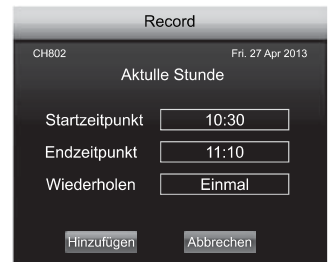 Record
CH802 Fri. 27 Apr 2013
Aktulle Stunde
Startzeitpunkt 10:30
Endzeitpunkt 11:10
Wiederholen Einmal
Hinzufügen Abbrechen